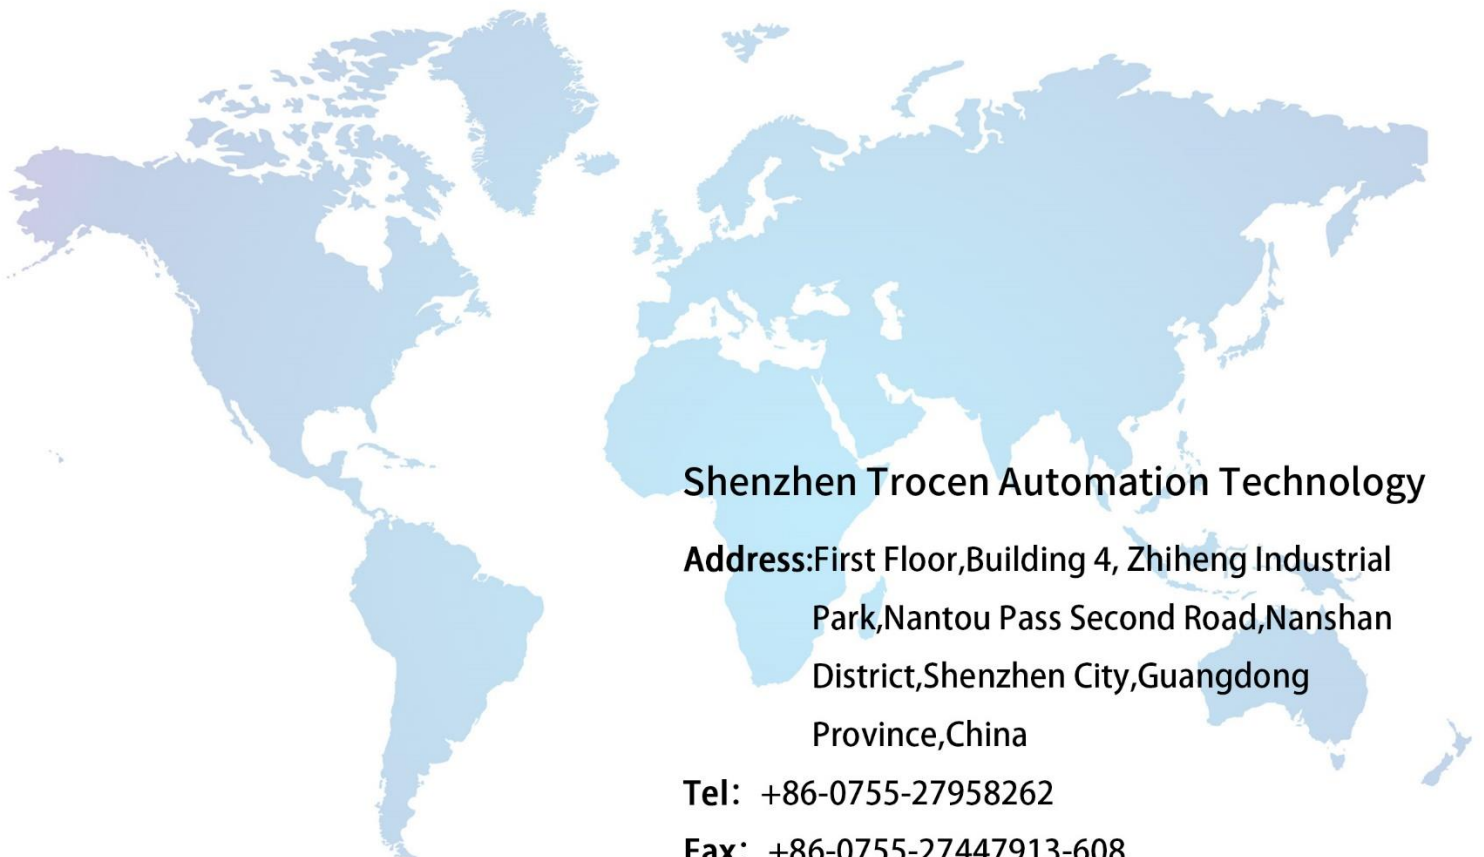 Shenzhen Trocen Automation Technology
Address:First Floor,Building 4, Zhiheng Industrial
Park,Nantou Pass Second Road,Nanshan
District,Shenzhen City,Guangdong
Province,China
Tel： +86-0755-27958262
Fax： +86-0755-27447913-608